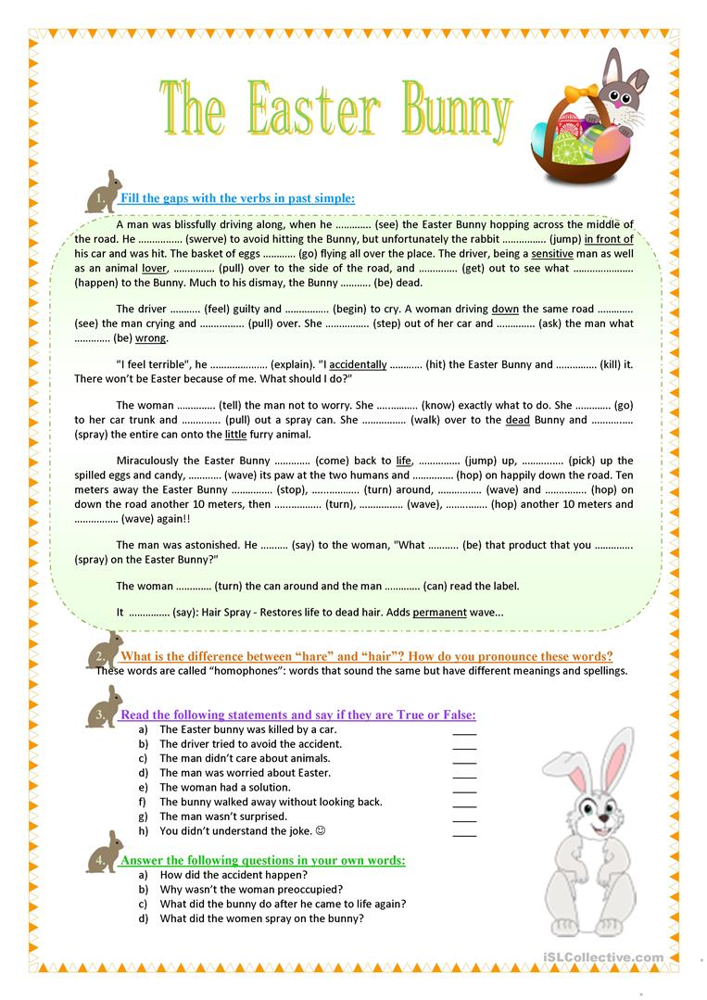 The Easter Bunny
1. Fill the gaps with the verbs in past simple:
A man was blissfully driving along, when he ............. (see) the Easter Bunny hopping across the middle of
the road. He ................ (swerve) to avoid hitting the Bunny, but unfortunately the rabbit ................ (jump) in front of
his car and was hit. The basket of eggs ............ (go) flying all over the place. The driver, being a sensitive man as well
as an animal lover, ................ (pull) over to the side of the road, and .............. (get) out to see what ......................
(happen) to the Bunny. Much to his dismay, the Bunny ........... (be) dead.
The driver ........... (feel) guilty and ................ (begin) to cry. A woman driving down the same road .............
(see) the man crying and ................ (pull) over. She ................ (step) out of her car and .............. (ask) the man what
............. (be) wrong.
"I feel terrible", he ..................... (explain). "I accidentally ............ (hit) the Easter Bunny and ............... (kill) it.
There won't be Easter because of me. What should I do?"
The woman .............. (tell) the man not to worry. She ............... (know) exactly what to do. She ............. (go)
to her car trunk and .............. (pull) out a spray can. She ................ (walk) over to the dead Bunny and ...............
(spray) the entire can onto the little furry animal.
Miraculously the Easter Bunny ............. (come) back to life, ............... (jump) up, ............... (pick) up the
spilled eggs and candy, ............ (wave) its paw at the two humans and ............... (hop) on happily down the road. Ten
meters away the Easter Bunny ............... (stop), ................. (turn) around, ................ (wave) and ............... (hop) on
down the road another 10 meters, then ................. (turn), ................ (wave), ............... (hop) another 10 meters and
................ (wave) again!!
The man was astonished. He .......... (say) to the woman, "What ........... (be) that product that you ..............
(spray) on the Easter Bunny?"
The woman ............. (turn) the can around and the man ............. (can) read the label.
It ............... (say): Hair Spray - Restores life to dead hair. Adds permanent wave...
2. What is the difference between “hare” and “hair”? How do you pronounce these words?
These words are called “homophones”: words that sound the same but have different meanings and spellings.
3. Read the following statements and say if they are True or False:
a) The Easter bunny was killed by a car. ____
b) The driver tried to avoid the accident. ____
c) The man didn't care about animals. ____
d) The man was worried about Easter. ____
e) The woman had a solution. ____
f) The bunny walked away without looking back. ____
g) The man wasn't surprised. ____
h) You didn't understand the joke. ☺ ____
4. Answer the following questions in your own words:
a) How did the accident happen?
b) Why wasn't the woman preoccupied?
c) What did the bunny do after he came to life again?
d) What did the women spray on the bunny?
iSLCollective.com